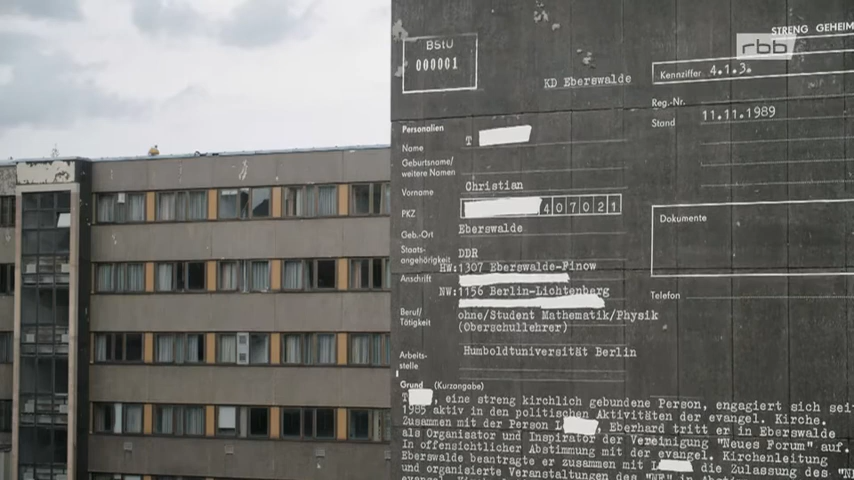 rbb
STRENG GEHEIM
BStU
000001
KD Eberswalde
Kennziffer 4.1.3.
Reg.-Nr.
Stand 11.11.1989
Personalien
Name T
Geburtsname/
weitere Namen
Vorname Christian
PKZ 407021
Geb.-Ort Eberswalde
Staats-
angehörigkeit DDR
HW:1307 Eberswalde-Finow
Anschrift
NW:1156 Berlin-Lichtenberg
Beruf/
Tätigkeit ohne/Student Mathematik/Physik
(Oberschullehrer)
Arbeits-
stelle Humboldtuniversität Berlin
Dokumente
Telefon
Grund (Kurzangabe)
T, eine streng kirchlich gebundene Person, engagiert sich seit
1985 aktiv in den politischen Aktivitäten der evangel. Kirche.
Zusammen mit der Person L, Eberhard tritt er in Eberswalde
als Organisator und Inspirator der Vereinigung "Neues Forum" auf.
In offensichtlicher Abstimmung mit der evangel. Kirchenleitung
Eberswalde beantragte er zusammen mit L die Zulassung des
und organisierte Veranstaltungen des "NF" in
evangel.